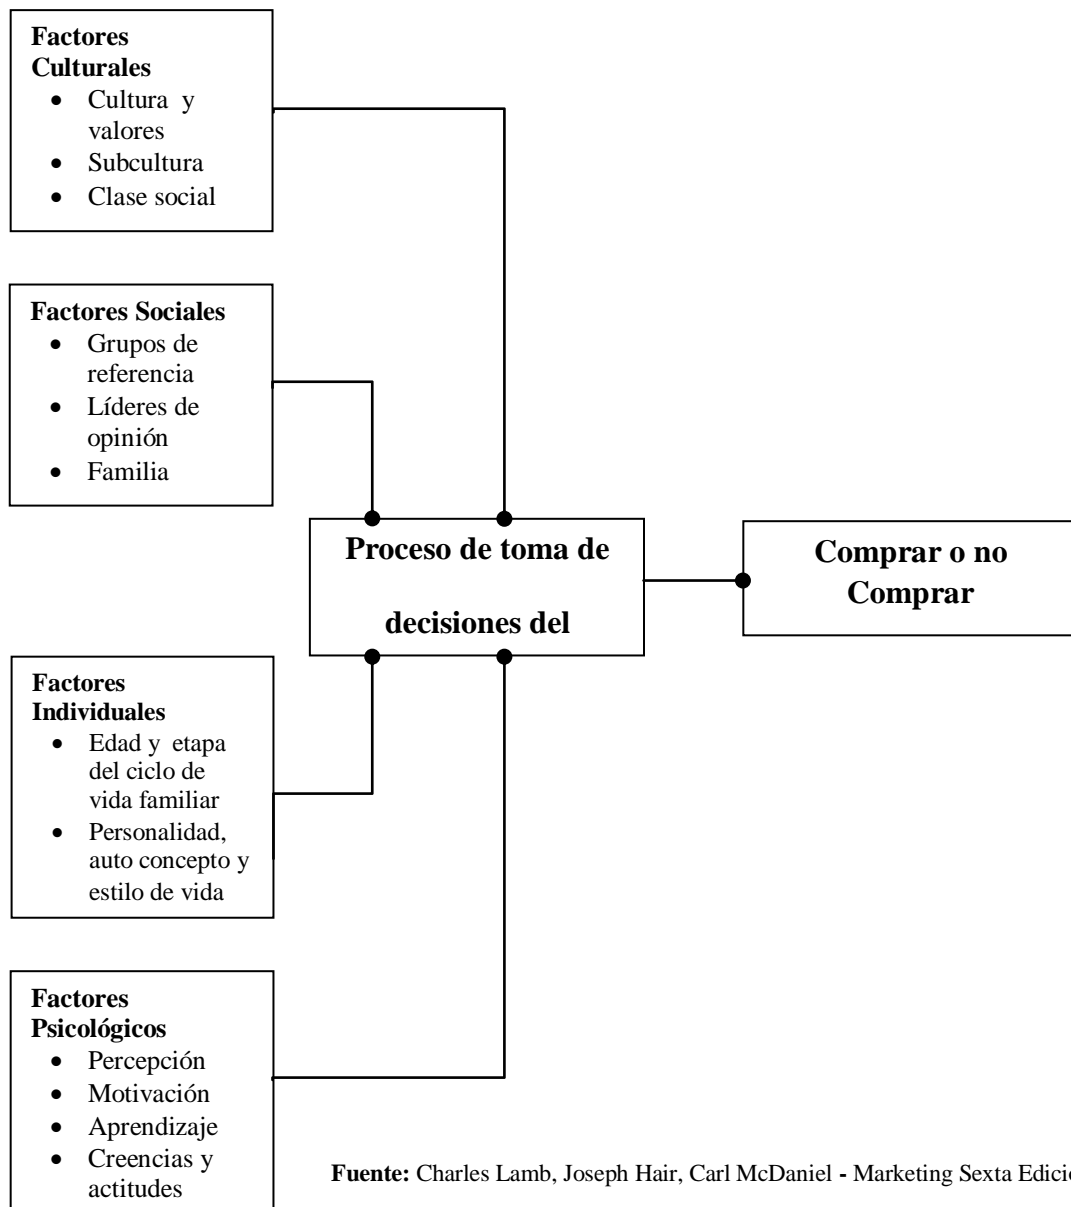 Factores
Culturales
• Cultura y
valores
• Subcultura
• Clase social
Factores Sociales
• Grupos de
referencia
• Líderes de
opinión
• Familia
Proceso de toma de
decisiones del
Comprar o no
Comprar
Factores
Individuales
• Edad y etapa
del ciclo de
vida familiar
• Personalidad,
auto concepto y
estilo de vida
Factores
Psicológicos
• Percepción
• Motivación
• Aprendizaje
• Creencias y
actitudes
Fuente: Charles Lamb, Joseph Hair, Carl McDaniel - Marketing Sexta Edició